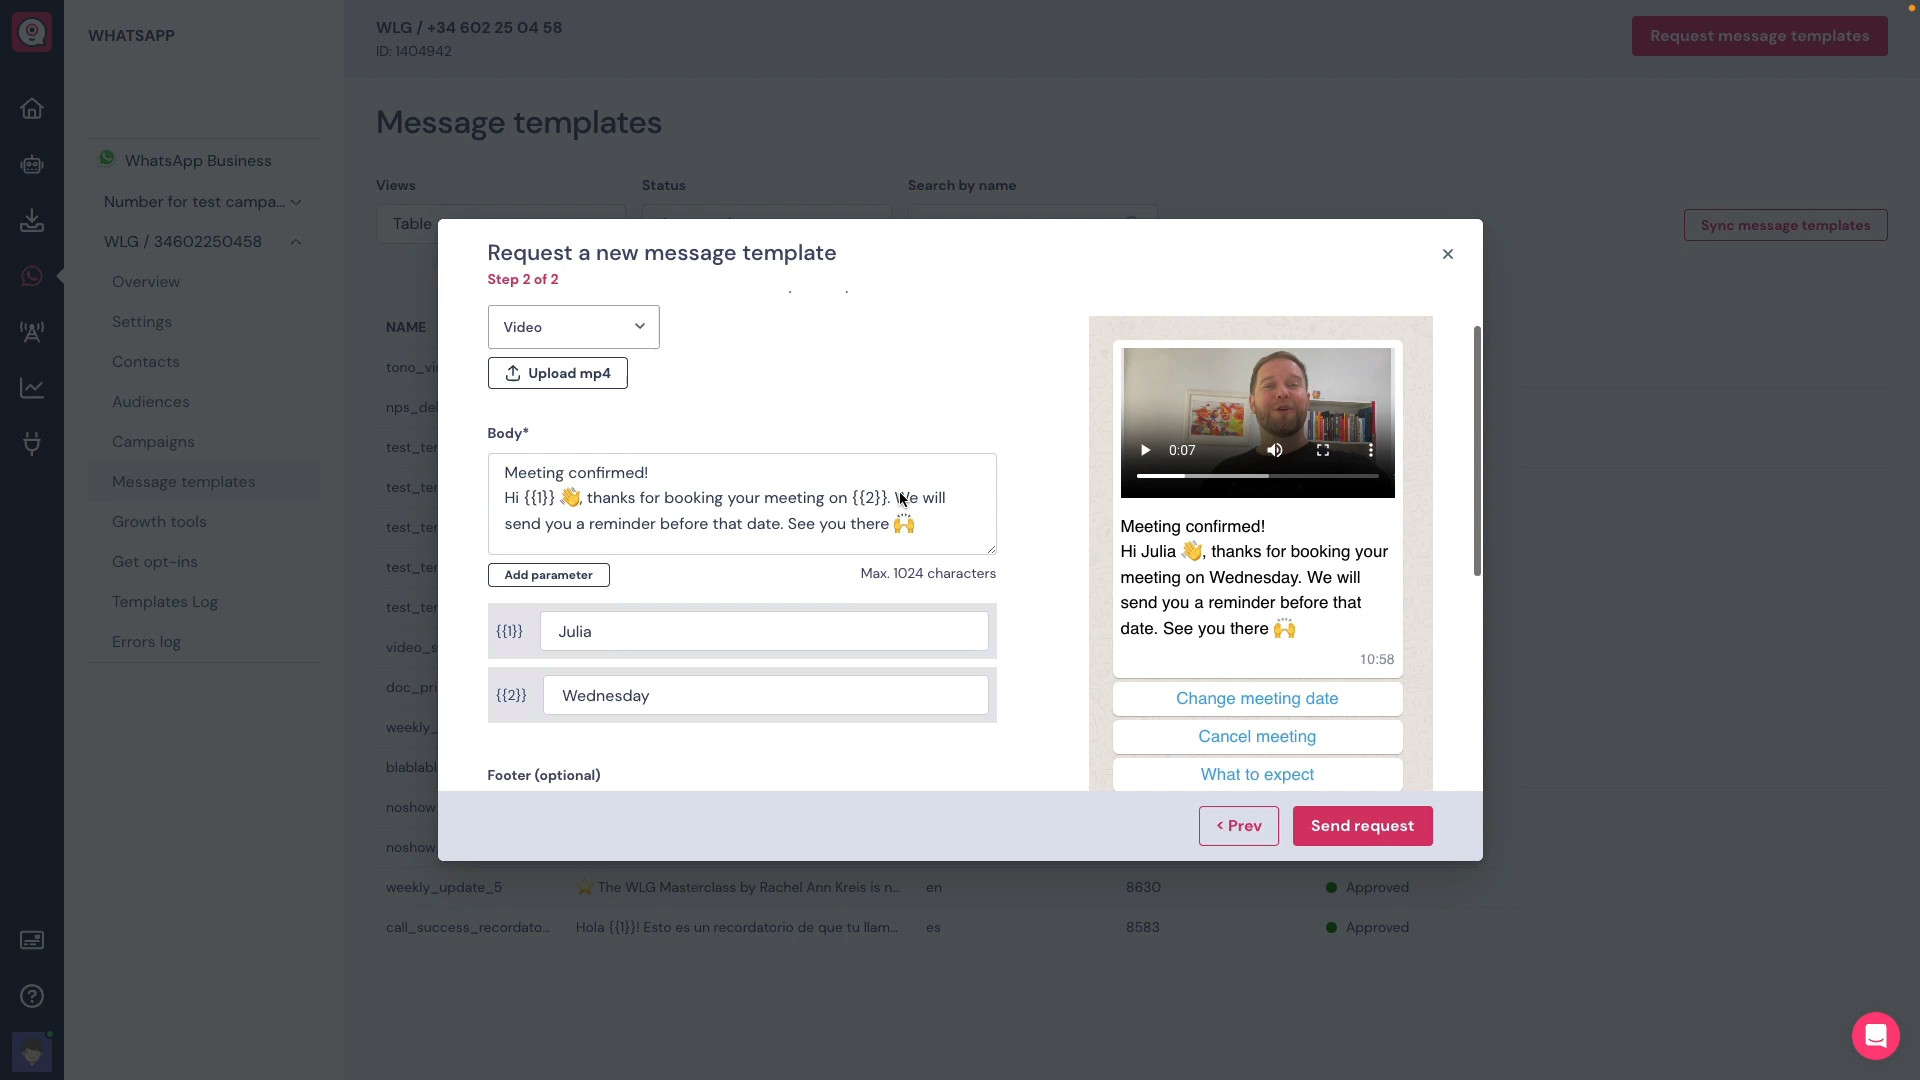 WHATSAPP
WhatsApp Business
Number for test campa...
WLG / 34602250458
Overview
Settings
Contacts
Audiences
Campaigns
Message templates
Growth tools
Get opt-ins
Templates Log
Errors log
WLG / +34 602 25 04 58
ID: 1404942
Request message templates
Message templates
Views
Status
Search by name
Table
Sync message templates
NAME
Request a new message template
Step 2 of 2
Video
Upload mp4
Body*
Meeting confirmed!
Hi {{1}} 👋, thanks for booking your meeting on {{2}}. We will
send you a reminder before that date. See you there 🙌
Add parameter
Max. 1024 characters
{{1}}
Julia
{{2}}
Wednesday
Footer (optional)
0:07
Meeting confirmed!
Hi Julia 👋, thanks for booking your
meeting on Wednesday. We will
send you a reminder before that
date. See you there 🙌
10:58
Change meeting date
Cancel meeting
What to expect
< Prev
Send request
noshow
noshow
weekly_update_5
⭐ The WLG Masterclass by Rachel Ann Kreis is n...
en
8630
Approved
call_success_recordato...
Hola {{1}}! Esto es un recordatorio de que tu llam...
es
8583
Approved